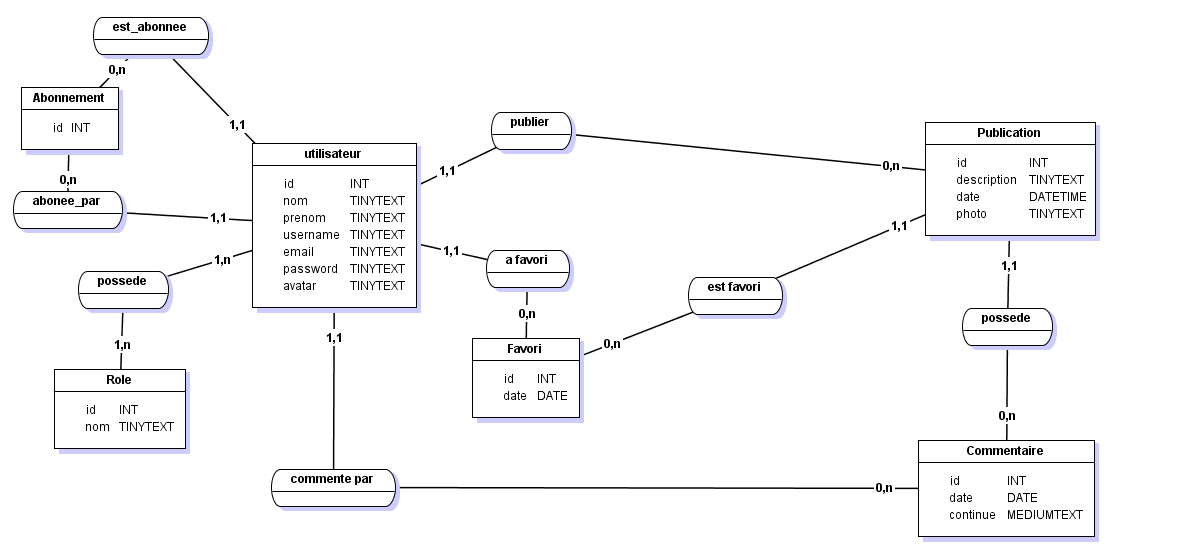 est_abonnee
0,n
1,1
Abonnement
id INT
0,n
abonee_par
1,1
utilisateur
id INT
nom TINYTEXT
prenom TINYTEXT
username TINYTEXT
email TINYTEXT
password TINYTEXT
avatar TINYTEXT
publier
1,1
0,n
Publication
id INT
description TINYTEXT
date DATETIME
photo TINYTEXT
1,n
possede
1,n
Role
id INT
nom TINYTEXT
1,1
a favori
0,n
Favori
id INT
date DATE
1,1
est favori
0,n
1,1
possede
0,n
1,1
commente par
0,n
Commentaire
id INT
date DATE
continue MEDIUMTEXT